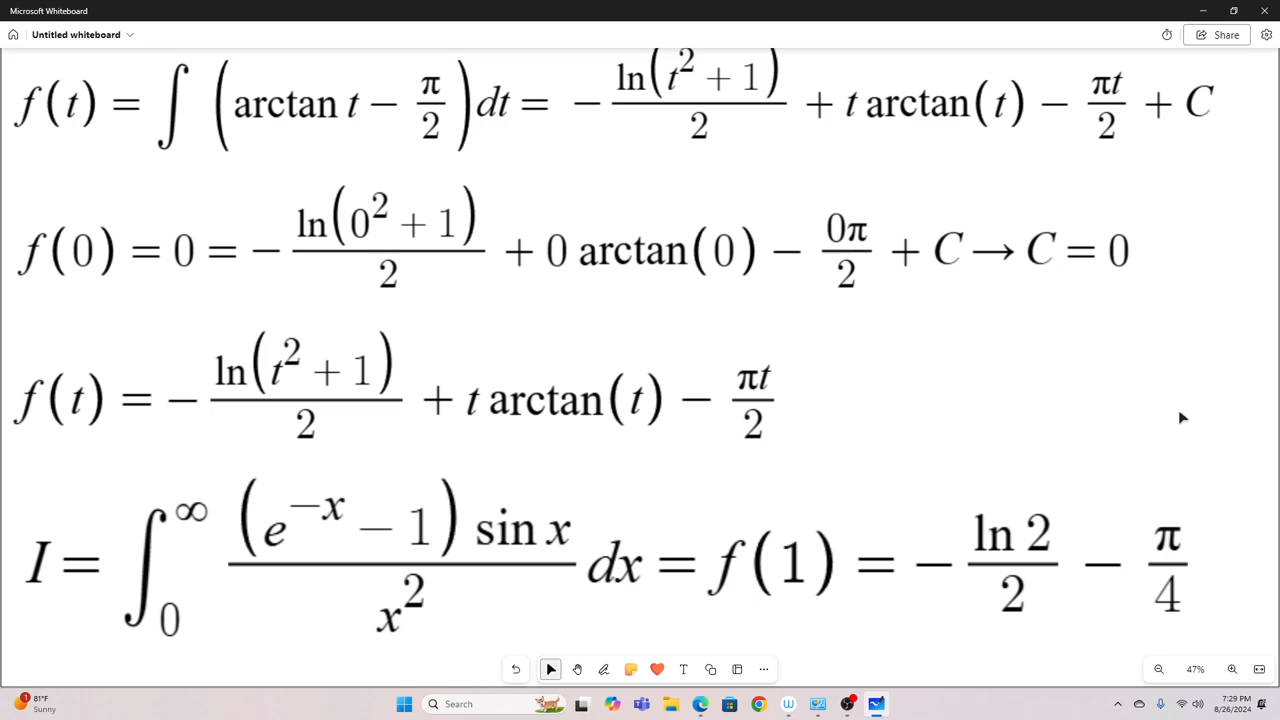 Microsoft Whiteboard
Untitled whiteboard
Share
f(t) = ∫ (arctan t − π/2) dt = − ln(t² + 1)/2 + t arctan(t) − πt/2 + C
f(0) = 0 = − ln(0² + 1)/2 + 0 arctan(0) − 0π/2 + C → C = 0
f(t) = − ln(t² + 1)/2 + t arctan(t) − πt/2
I = ∫₀^∞ (e^−x − 1) sin x / x² dx = f(1) = − ln 2/2 − π/4
47%
1
81°F
Sunny
Search
7:29 PM
8/26/2024